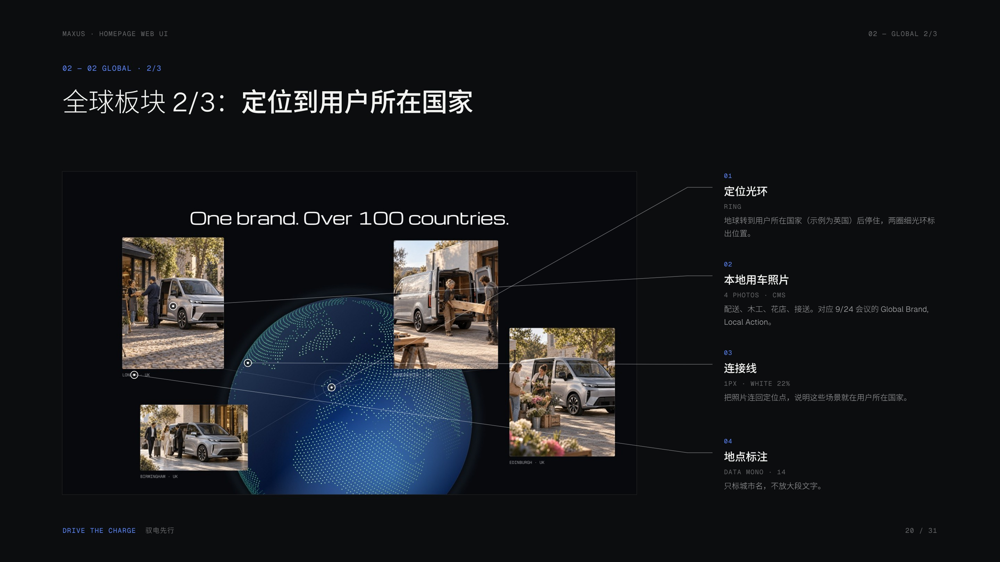 MAXUS · HOMEPAGE WEB UI
02 — GLOBAL 2/3
02 — 02 GLOBAL · 2/3
全球板块 2/3：定位到用户所在国家
One brand. Over 100 countries.
LON · UK
MANCHESTER · UK
BIRMINGHAM · UK
EDINBURGH · UK
01
定位光环
RING
地球转到用户所在国家（示例为英国）后停住，两圈细光环标
出位置。
02
本地用车照片
4 PHOTOS · CMS
配送、木工、花店、接送。对应 9/24 会议的 Global Brand,
Local Action。
03
连接线
1PX · WHITE 22%
把照片连回定位点，说明这些场景就在用户所在国家。
04
地点标注
DATA MONO · 14
只标城市名，不放大段文字。
DRIVE THE CHARGE 驭电先行
20 / 31